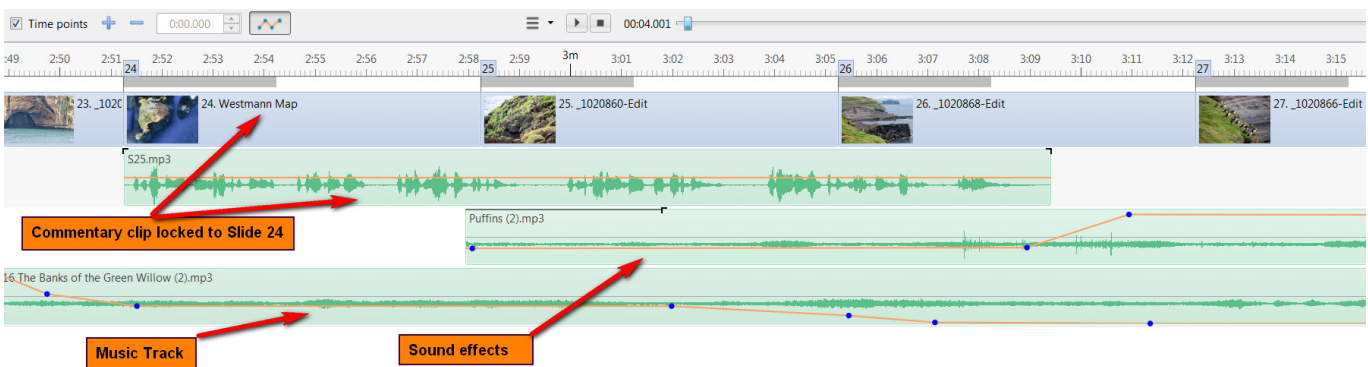 Time points 0:00.000 00:04.001
:49 2:50 2:51 2:52 2:53 2:54 2:55 2:56 2:57 2:58 2:59 3m 3:01 3:02 3:03 3:04 3:05 3:06 3:07 3:08 3:09 3:10 3:11 3:12 3:13 3:14 3:15
24 25 26 27
23. _102C 24. Westmann Map 25. _1020860-Edit 26. _1020868-Edit 27. _1020866-Edit
S25.mp3
Commentary clip locked to Slide 24
Puffins (2).mp3
16 The Banks of the Green Willow (2).mp3
Music Track
Sound effects